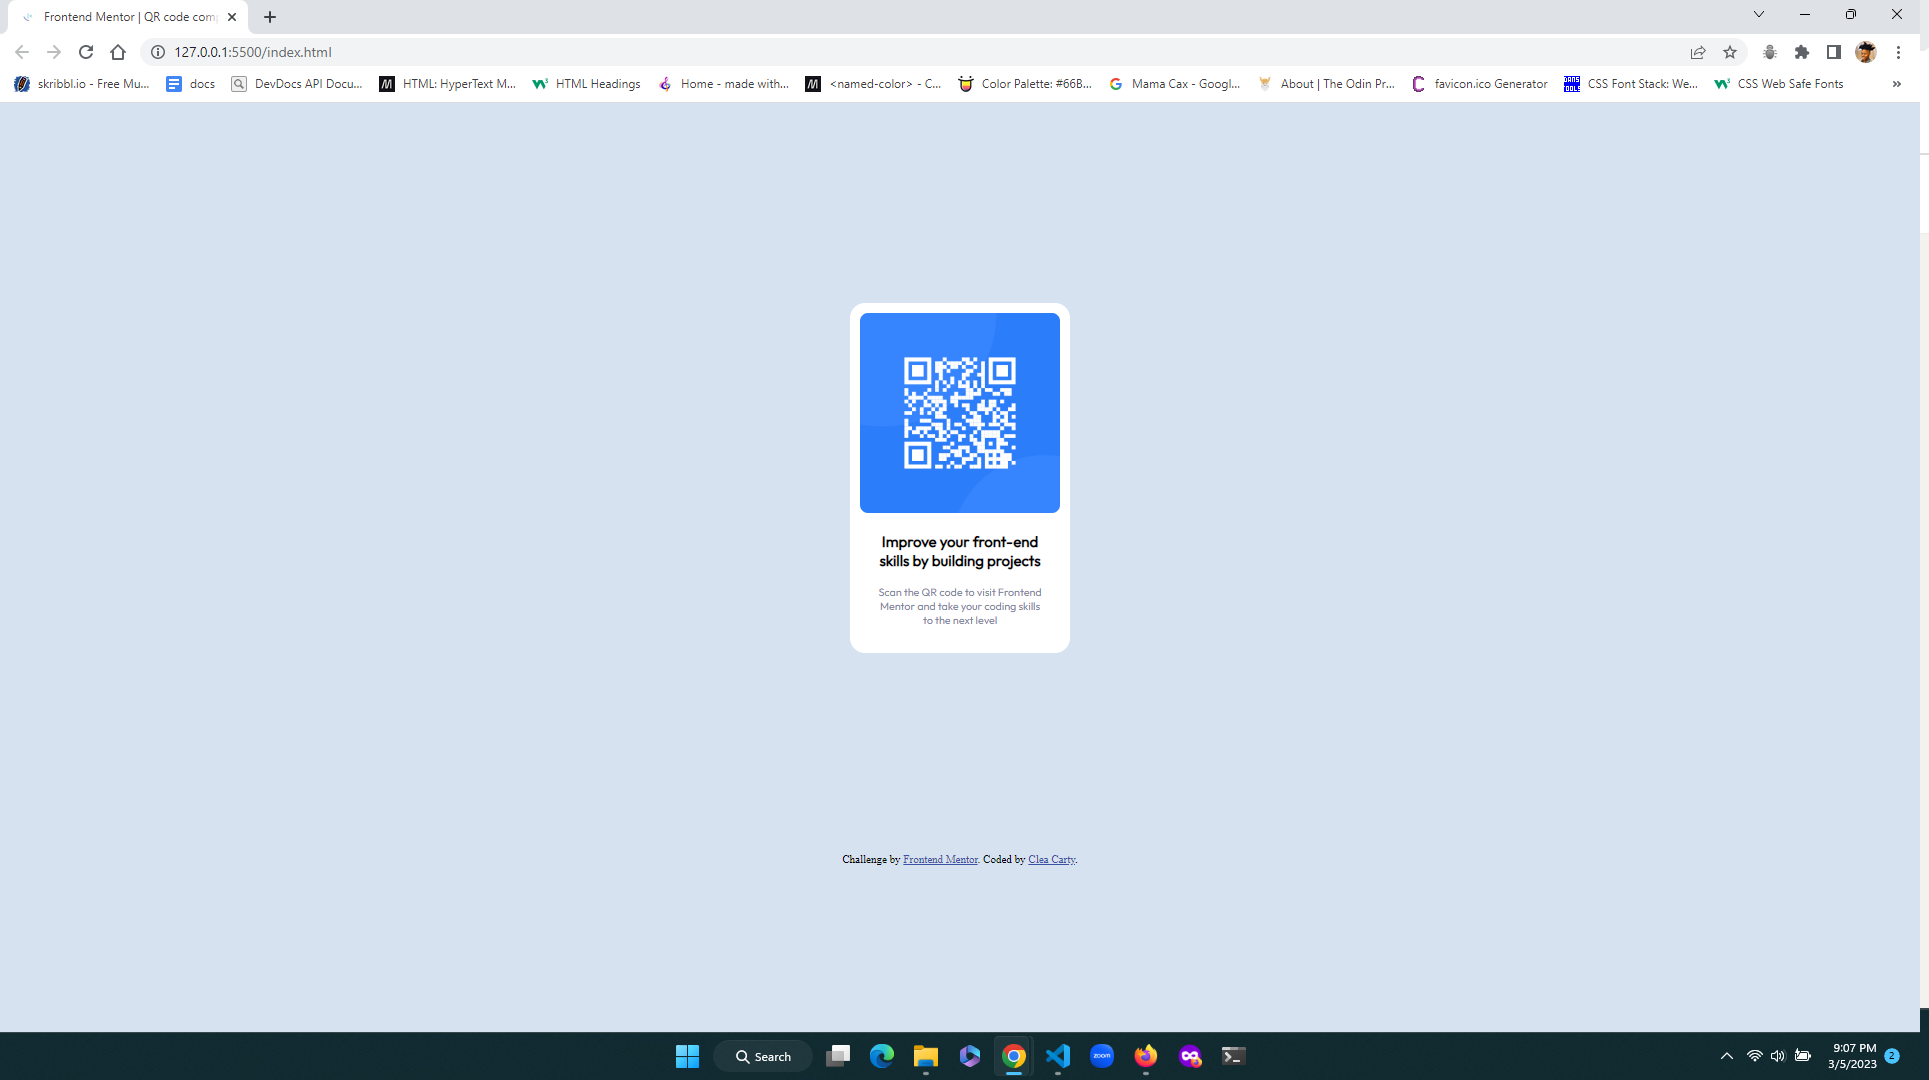 Frontend Mentor | QR code comp
127.0.0.1:5500/index.html
skribbl.io - Free Mu...
docs
DevDocs API Docu...
HTML: HyperText M...
HTML Headings
Home - made with...
<named-color> - C...
Color Palette: #66B...
Mama Cax - Googl...
About | The Odin Pr...
favicon.ico Generator
CSS Font Stack: We...
CSS Web Safe Fonts
»
Improve your front-end
skills by building projects
Scan the QR code to visit Frontend
Mentor and take your coding skills
to the next level
Challenge by Frontend Mentor. Coded by Clea Carty.
Search
zoom
9:07 PM
3/5/2023
2